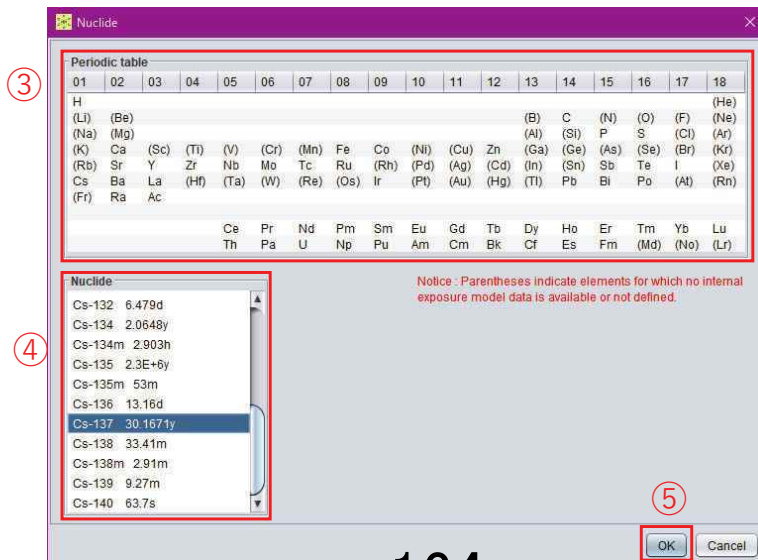 Nuclide
③
Periodic table
01 02 03 04 05 06 07 08 09 10 11 12 13 14 15 16 17 18
H (He)
(Li) (Be) (B) C (N) (O) (F) (Ne)
(Na) (Mg) (Al) (Si) P S (Cl) (Ar)
(K) Ca (Sc) (Ti) (V) (Cr) (Mn) Fe Co (Ni) (Cu) Zn (Ga) (Ge) (As) (Se) (Br) (Kr)
(Rb) Sr Y Zr Nb Mo Tc Ru (Rh) (Pd) (Ag) (Cd) (In) (Sn) Sb Te I (Xe)
Cs Ba La (Hf) (Ta) (W) (Re) (Os) Ir (Pt) (Au) (Hg) (Tl) Pb Bi Po (At) (Rn)
(Fr) Ra Ac
Ce Pr Nd Pm Sm Eu Gd Tb Dy Ho Er Tm Yb Lu
Th Pa U Np Pu Am Cm Bk Cf Es Fm (Md) (No) (Lr)
④
Nuclide
Cs-132 6.479d
Cs-134 2.0648y
Cs-134m 2.903h
Cs-135 2.3E+6y
Cs-135m 53m
Cs-136 13.16d
Cs-137 30.1671y
Cs-138 33.41m
Cs-138m 2.91m
Cs-139 9.27m
Cs-140 63.7s
Notice : Parentheses indicate elements for which no internal
exposure model data is available or not defined.
⑤
OK Cancel